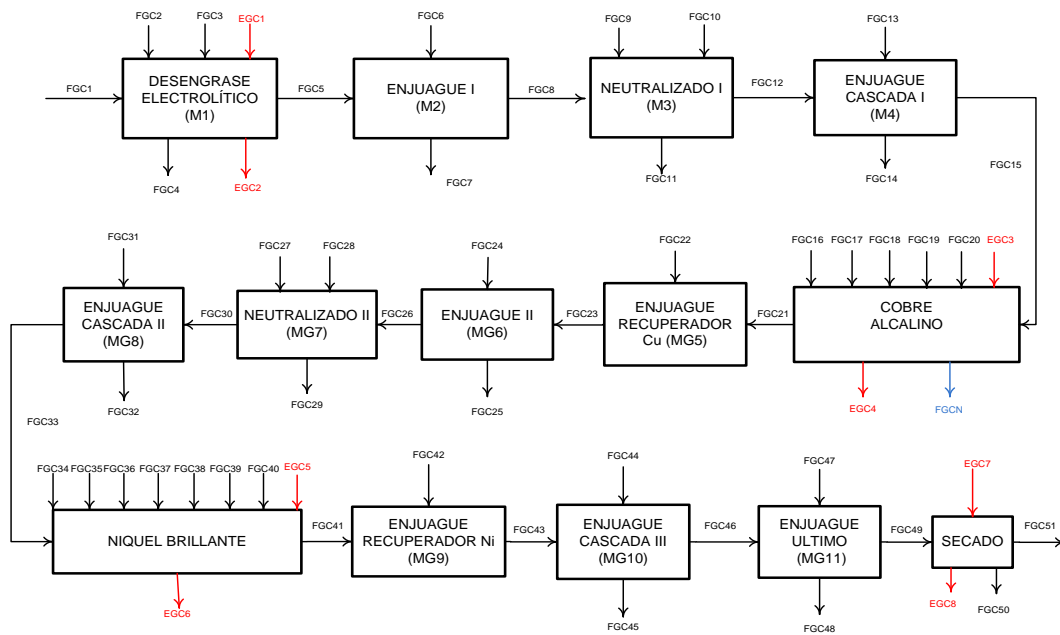 FGC2
FGC3
EGC1
FGC6
FGC9
FGC10
FGC13
FGC1
DESENGRASE
ELECTROLÍTICO
(M1)
FGC5
ENJUAGUE I
(M2)
FGC8
NEUTRALIZADO I
(M3)
FGC12
ENJUAGUE
CASCADA I
(M4)
FGC4
EGC2
FGC7
FGC11
FGC14
FGC15
FGC31
FGC27
FGC28
FGC24
FGC22
FGC16
FGC17
FGC18
FGC19
FGC20
EGC3
ENJUAGUE
CASCADA II
(MG8)
FGC30
NEUTRALIZADO II
(MG7)
FGC26
ENJUAGUE II
(MG6)
FGC23
ENJUAGUE
RECUPERADOR
Cu (MG5)
FGC21
COBRE
ALCALINO
FGC32
FGC29
FGC25
EGC4
FGCN
FGC33
FGC34
FGC35
FGC36
FGC37
FGC38
FGC39
FGC40
EGC5
FGC42
FGC44
FGC47
EGC7
NIQUEL BRILLANTE
FGC41
ENJUAGUE
RECUPERADOR Ni
(MG9)
FGC43
ENJUAGUE
CASCADA III
(MG10)
FGC46
ENJUAGUE
ULTIMO
(MG11)
FGC49
SECADO
FGC51
EGC6
FGC45
FGC48
EGC8
FGC50